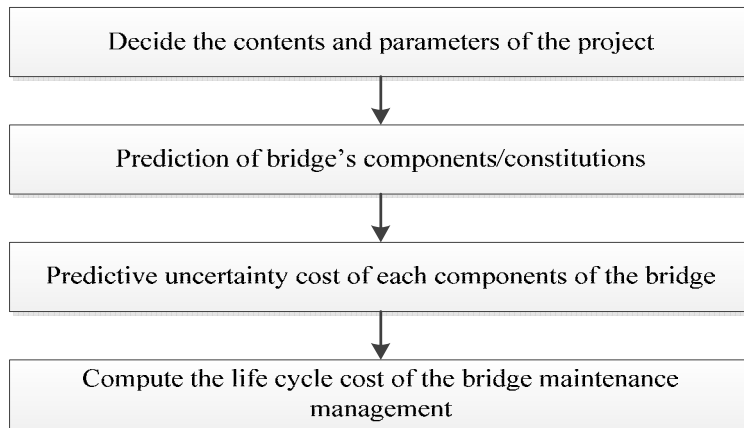 Decide the contents and parameters of the project
Prediction of bridge’s components/constitutions
Predictive uncertainty cost of each components of the bridge
Compute the life cycle cost of the bridge maintenance
management